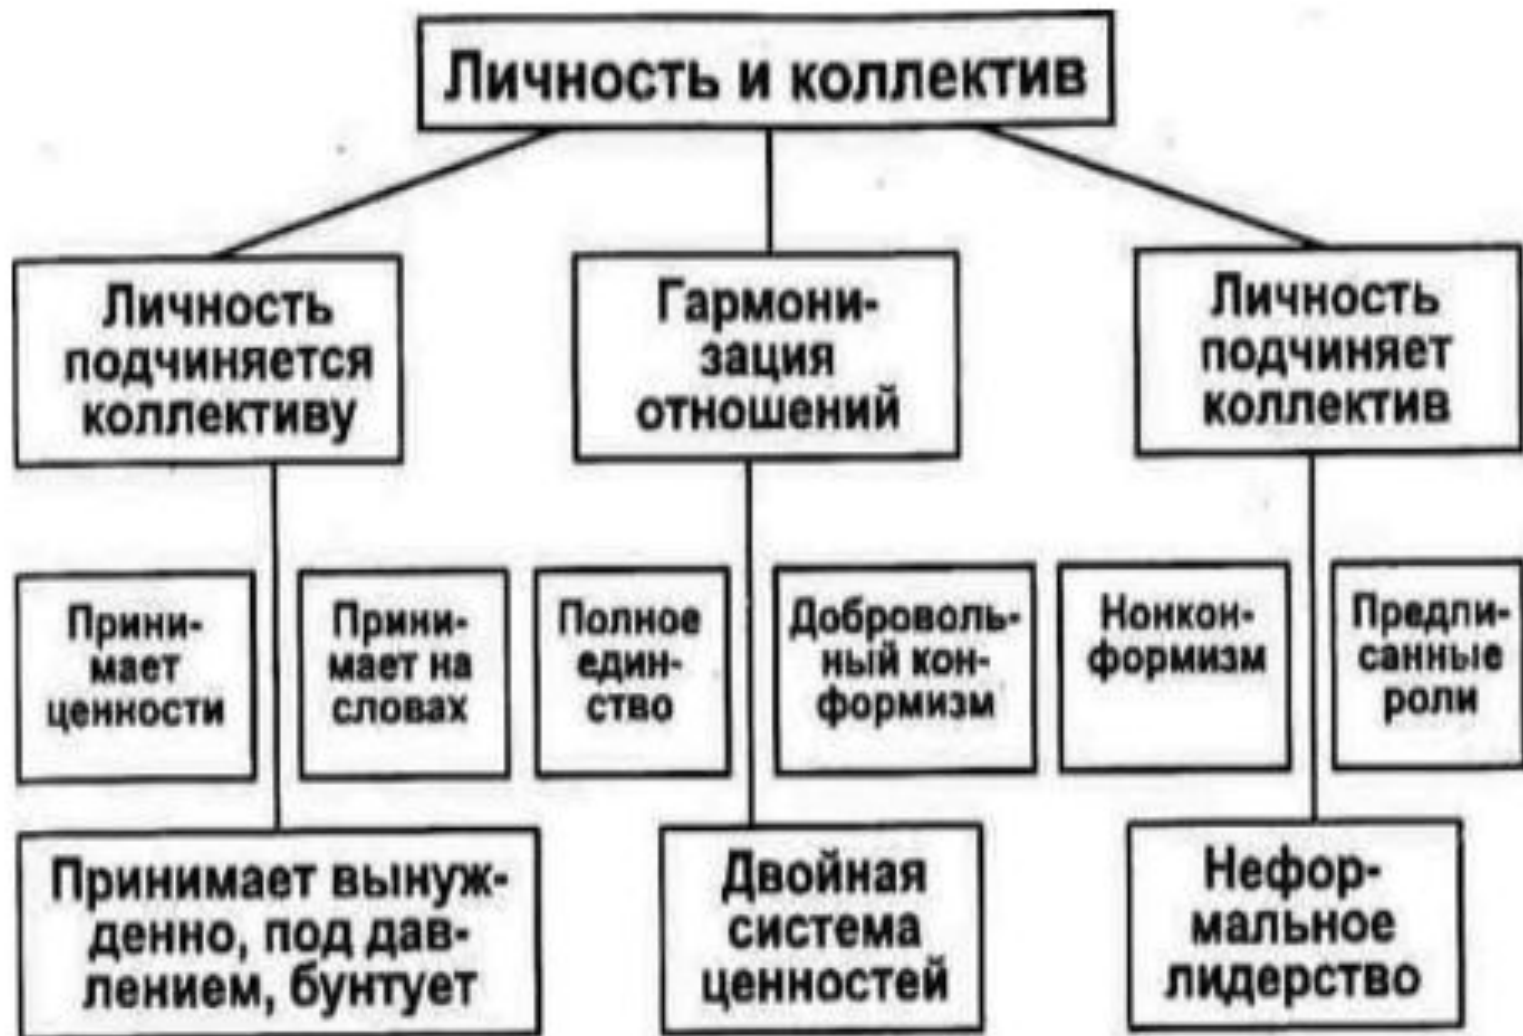 Личность и коллектив
Личность
подчиняется
коллективу
Гармони-
зация
отношений
Личность
подчиняет
коллектив
Прини-
мает
ценности
Прини-
мает на
словах
Полное
един-
ство
Доброволь-
ный кон-
формизм
Нонкон-
формизм
Предпи-
санные
роли
Принимает вынуж-
денно, под дав-
лением, бунтует
Двойная
система
ценностей
Нефор-
мальное
лидерство